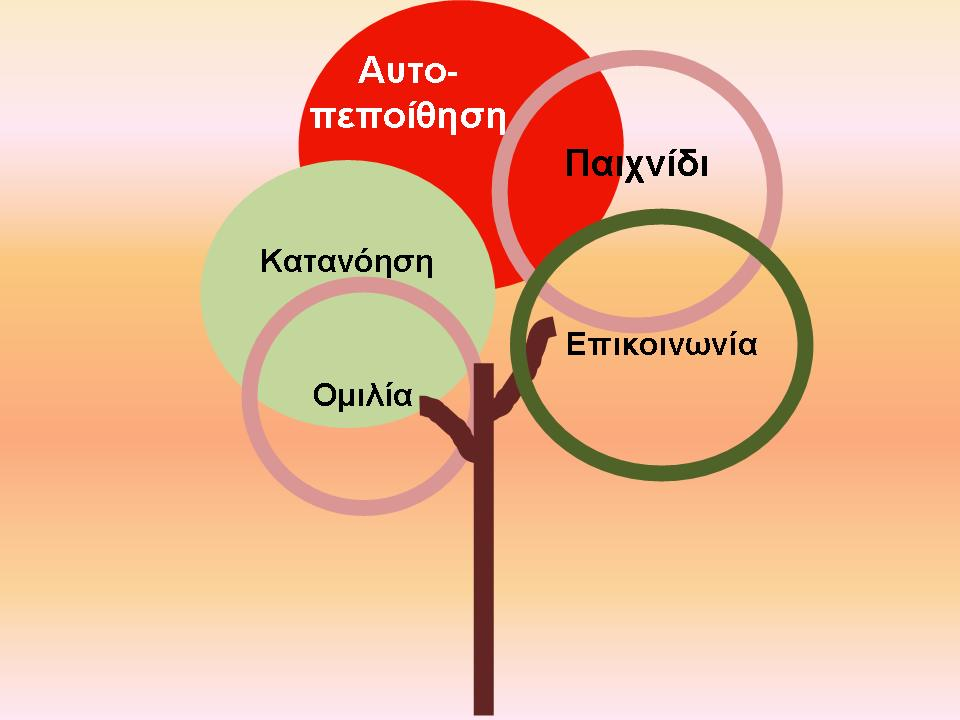 Αυτο-
πεποίθηση
Παιχνίδι
Κατανόηση
Επικοινωνία
Ομιλία